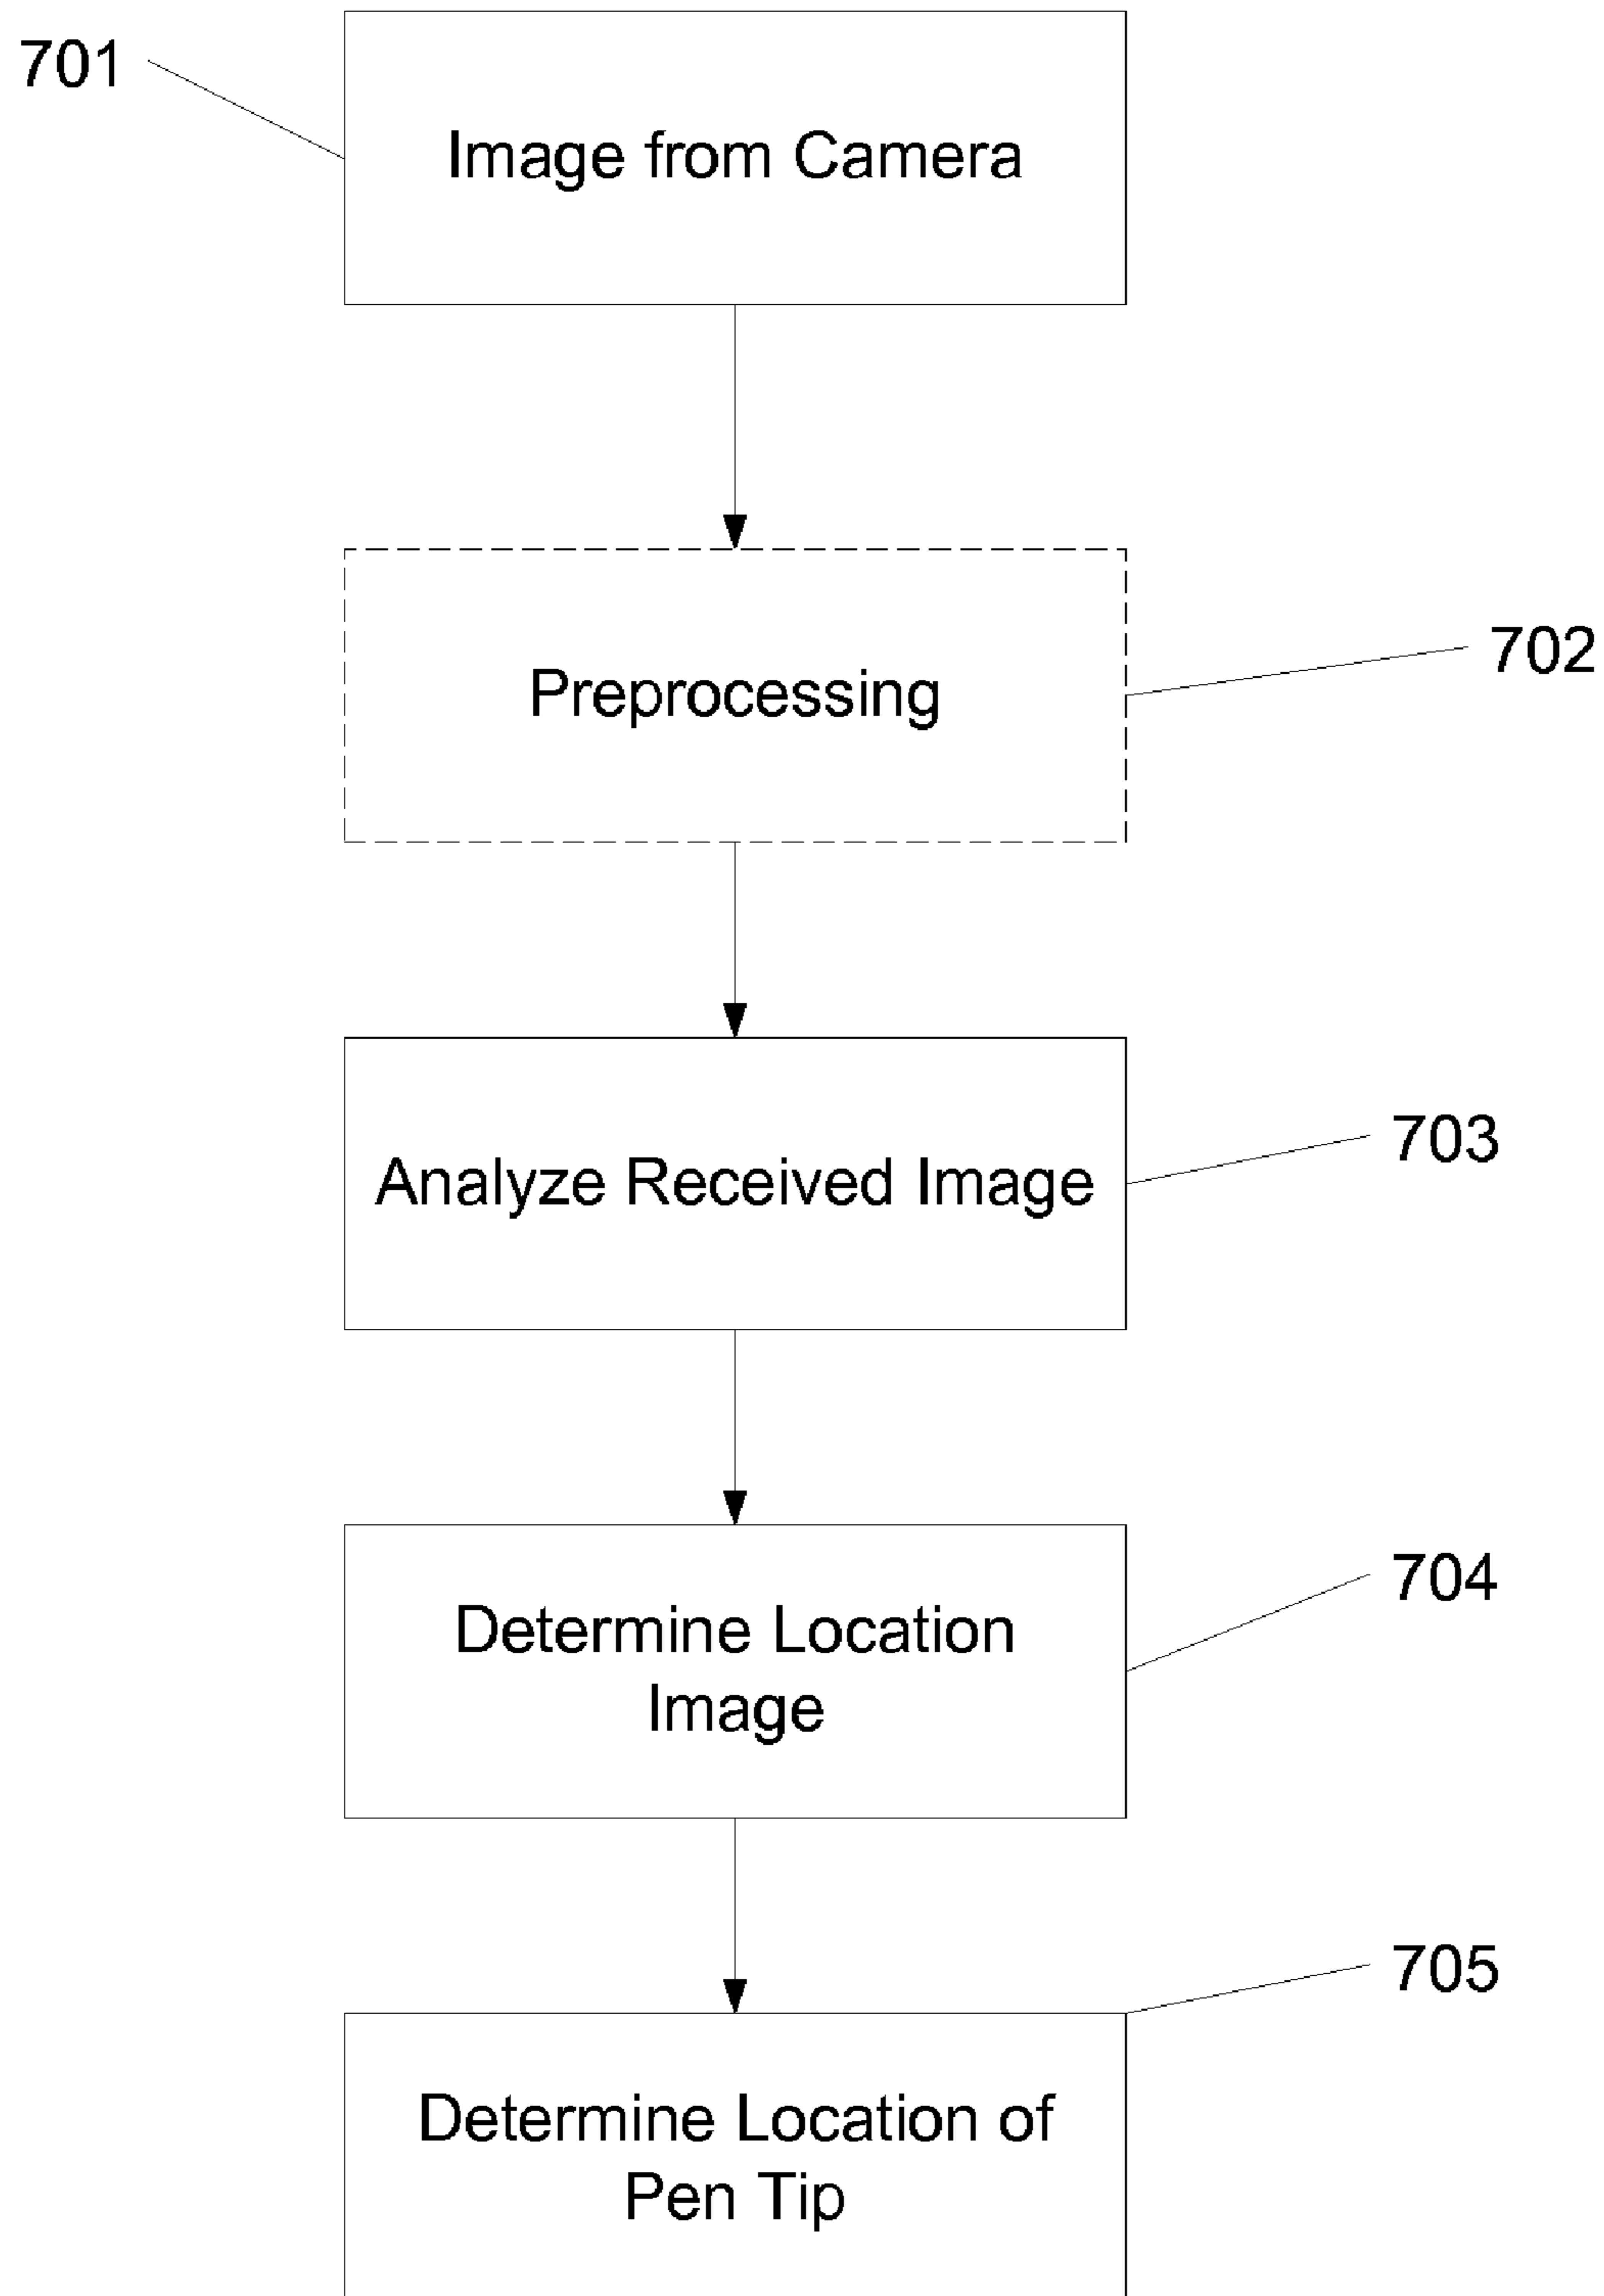 701
Image from Camera
Preprocessing
702
Analyze Received Image
703
Determine Location
Image
704
Determine Location of
Pen Tip
705